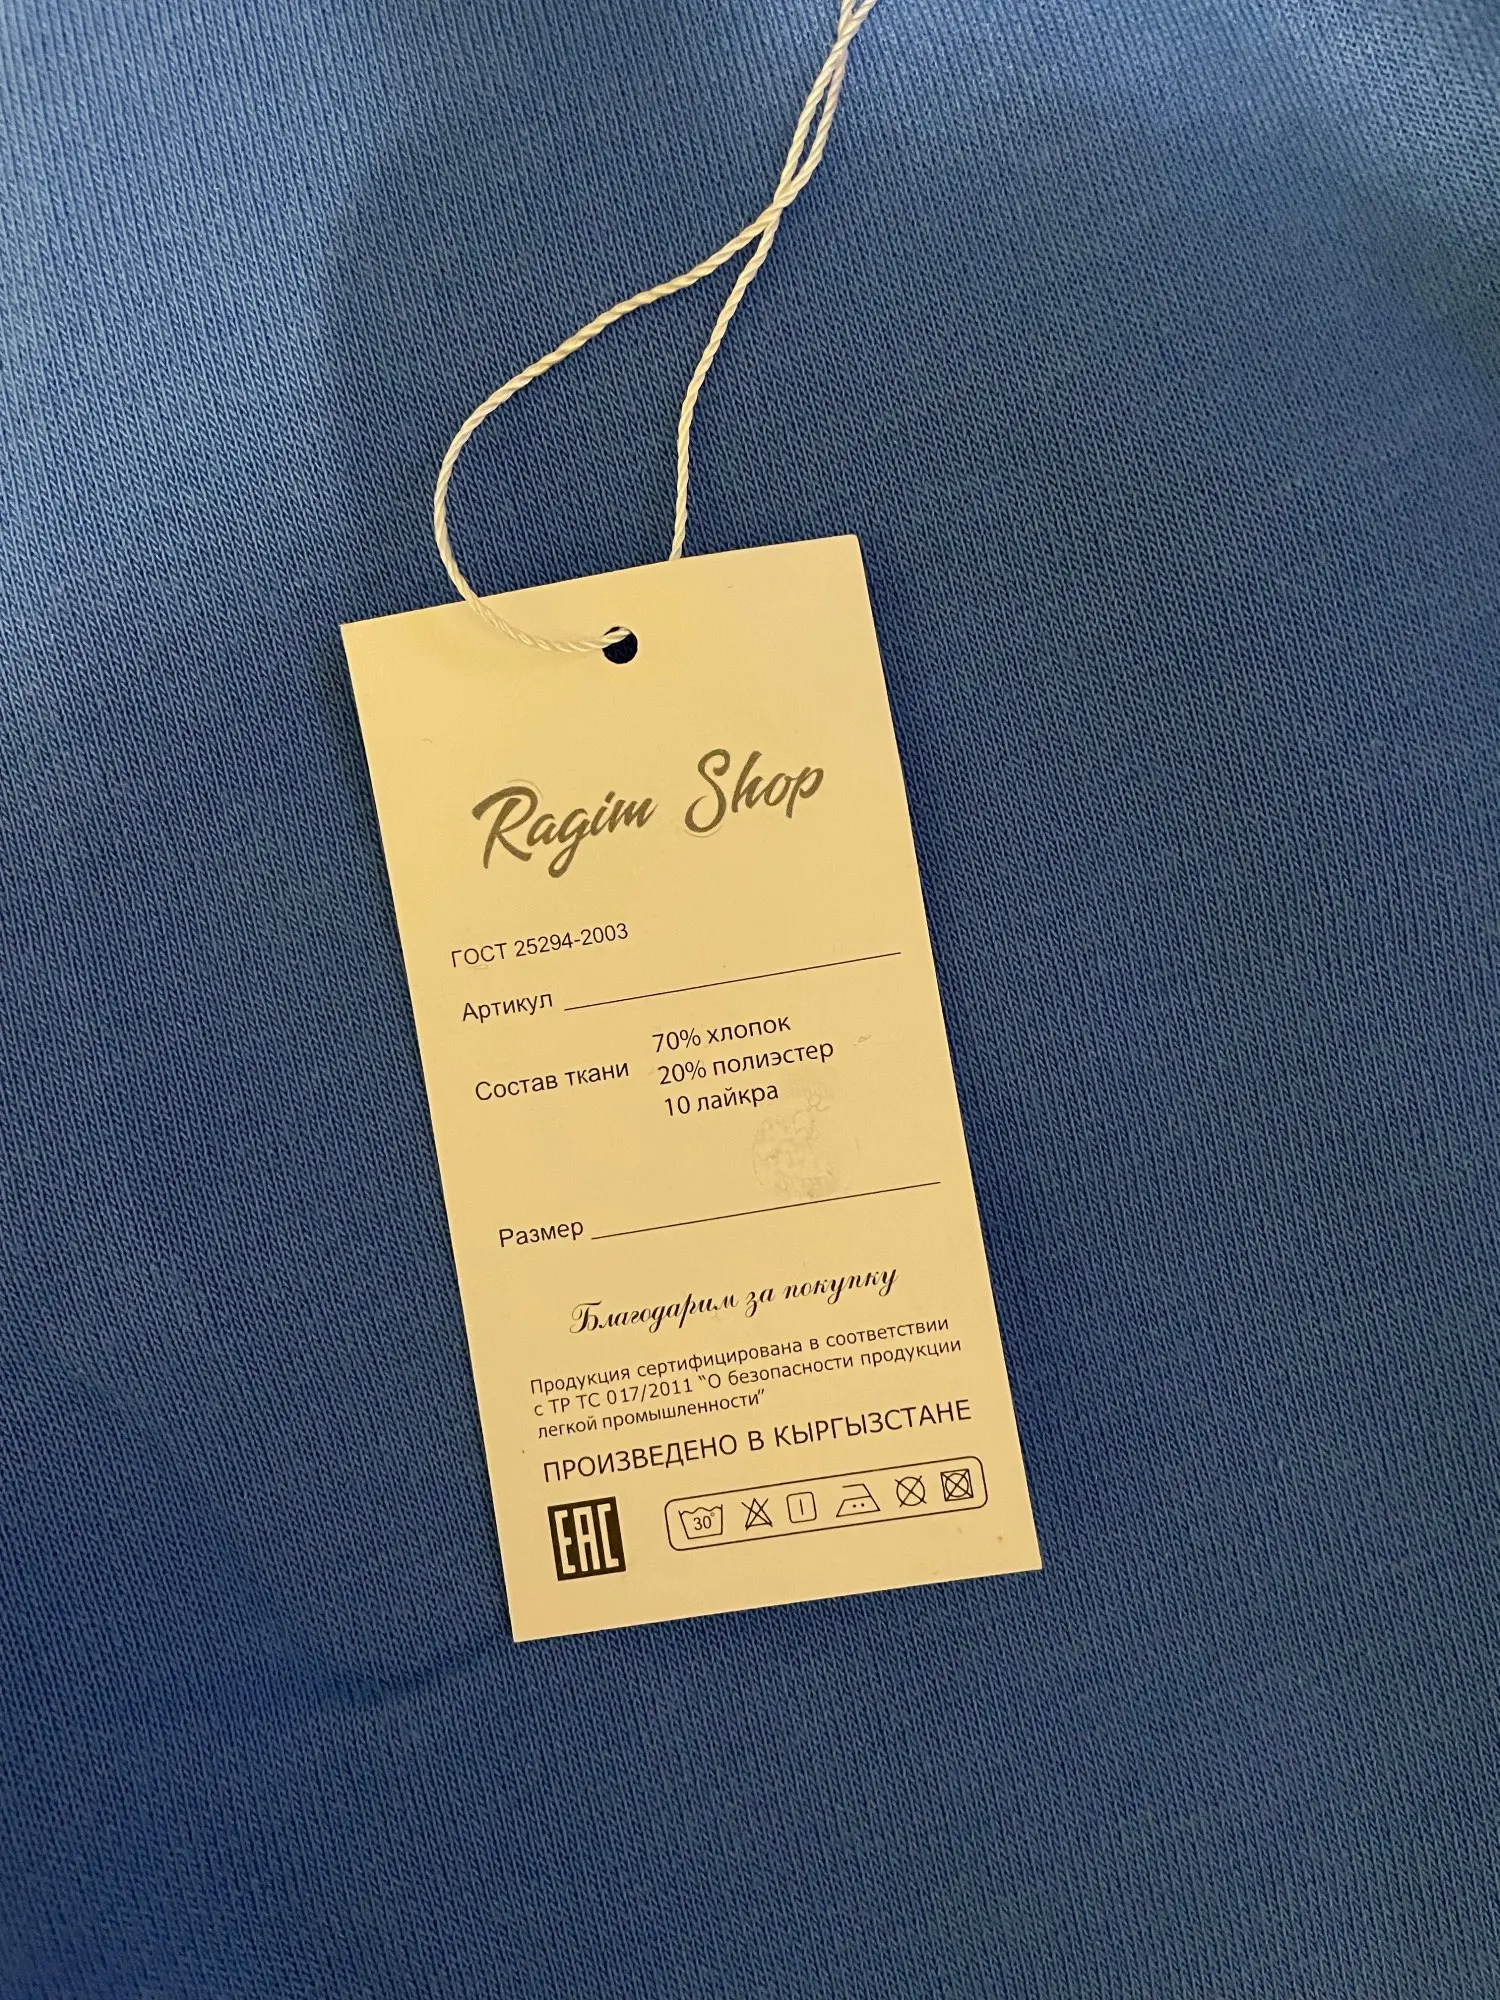 Ragim Shop
ГОСТ 25294-2003
Артикул
Состав ткани
70% хлопок
20% полиэстер
10 лайкра
Размер
Благодарим за покупку
Продукция сертифицирована в соответствии
с ТР ТС 017/2011 "О безопасности продукции
легкой промышленности"
ПРОИЗВЕДЕНО В КЫРГЫЗСТАНЕ
EAC
30°